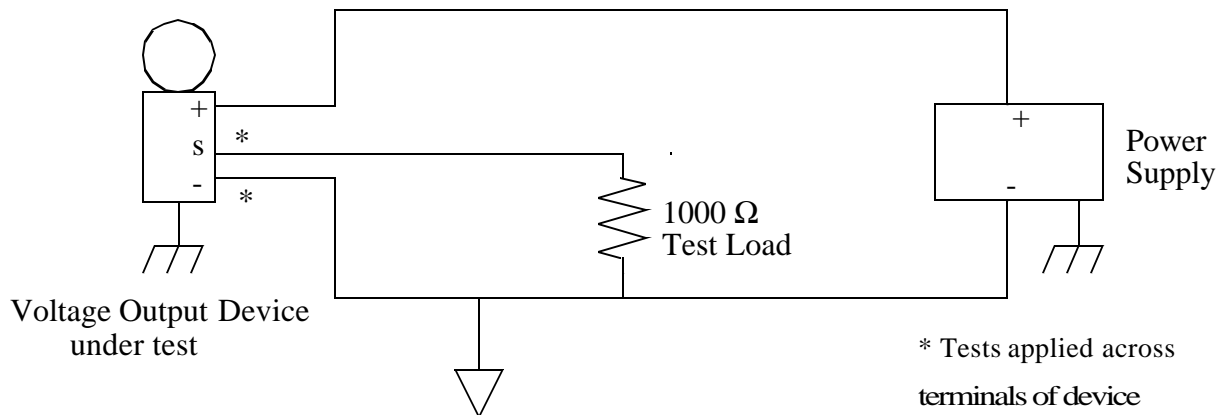 +
s
-
*
*
1000 Ω
Test Load
+
-
Power
Supply
Voltage Output Device
under test
* Tests applied across
terminals of device